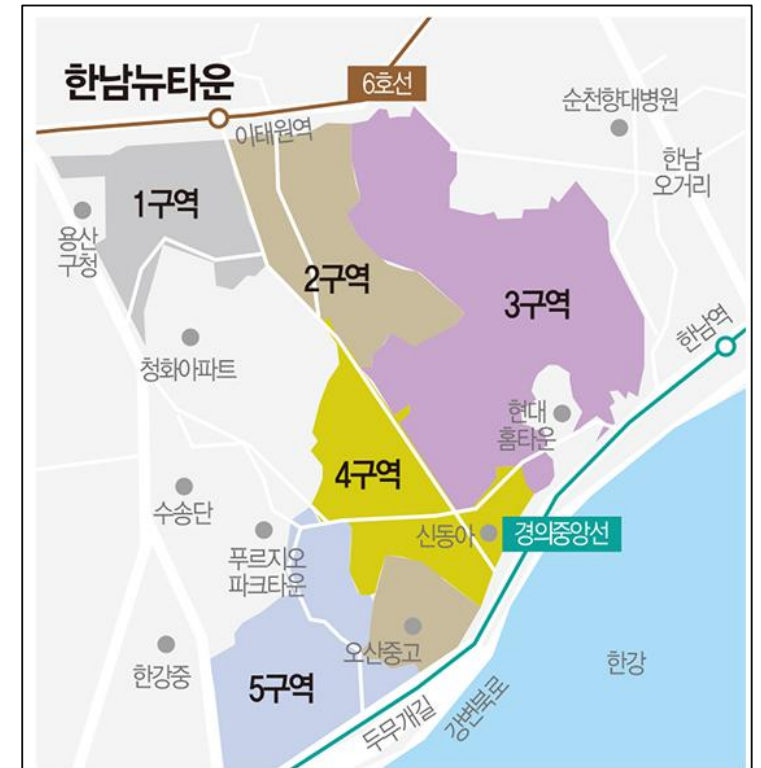 한남뉴타운
6호선
이태원역
순천향대병원
한남
오거리
1구역
용산
구청
2구역
3구역
한남역
청화아파트
현대
홈타운
4구역
수송단
신동아
경의중앙선
푸르지오
파크타운
오산중고
한강중
5구역
한강
두무개길
강변북로